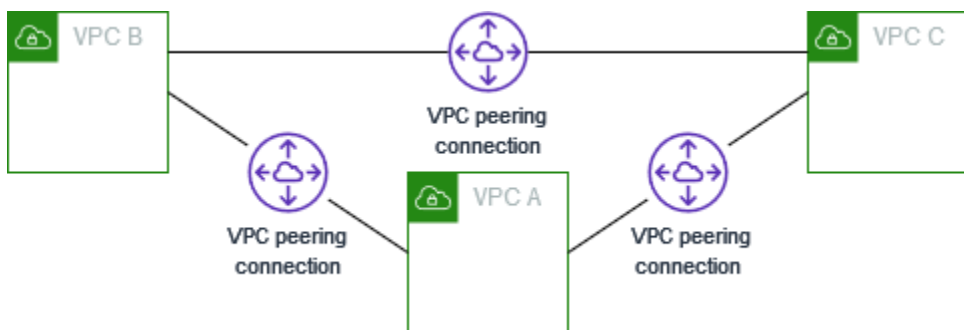 VPC B
VPC C
VPC peering
connection
VPC A
VPC peering
connection
VPC peering
connection